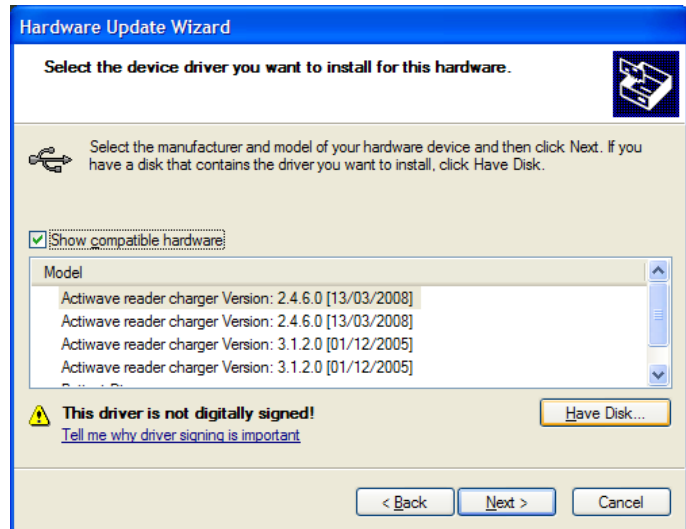 Hardware Update Wizard
Select the device driver you want to install for this hardware.
Select the manufacturer and model of your hardware device and then click Next. If you
have a disk that contains the driver you want to install, click Have Disk.
Show compatible hardware
Model
Actiwave reader charger Version: 2.4.6.0 [13/03/2008]
Actiwave reader charger Version: 2.4.6.0 [13/03/2008]
Actiwave reader charger Version: 3.1.2.0 [01/12/2005]
Actiwave reader charger Version: 3.1.2.0 [01/12/2005]
This driver is not digitally signed!
Have Disk...
Tell me why driver signing is important
< Back
Next >
Cancel